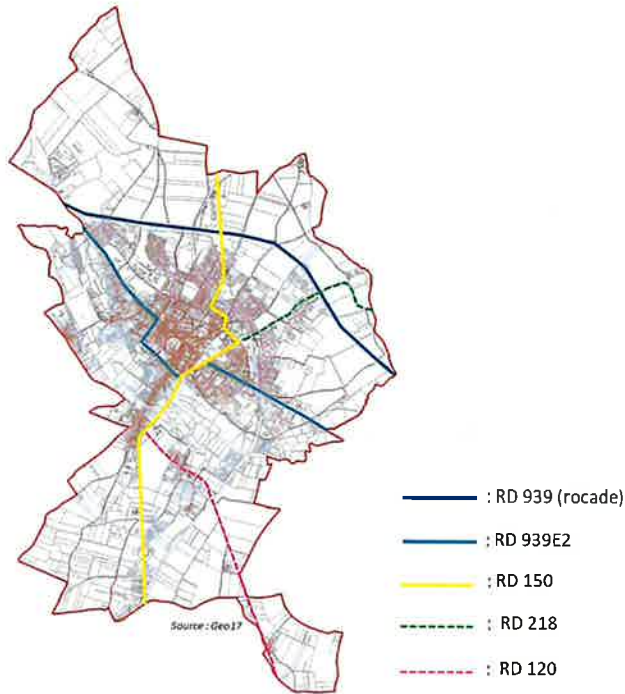 : RD 939 (rocade)
: RD 939E2
: RD 150
: RD 218
: RD 120
Source : Geo17